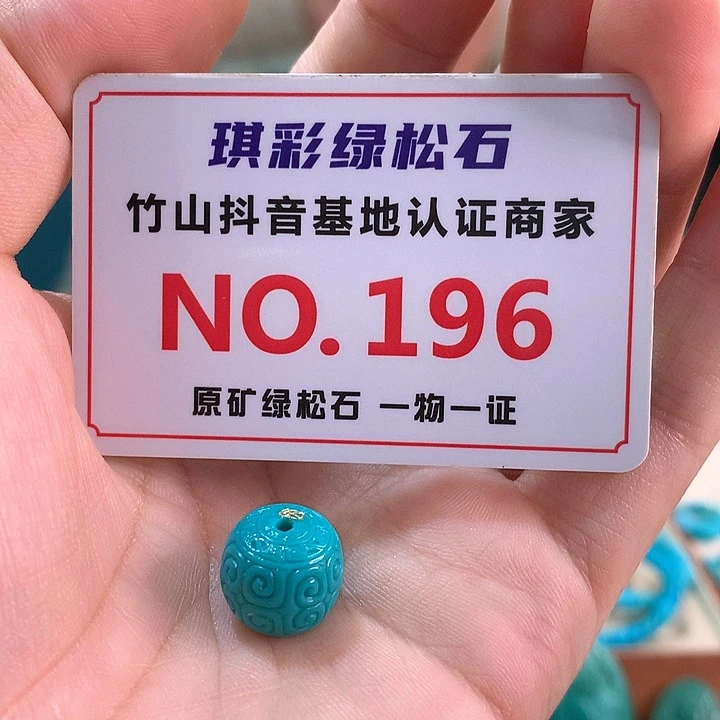 琪彩绿松石
竹山抖音基地认证商家
NO.196
原矿绿松石 一物一证